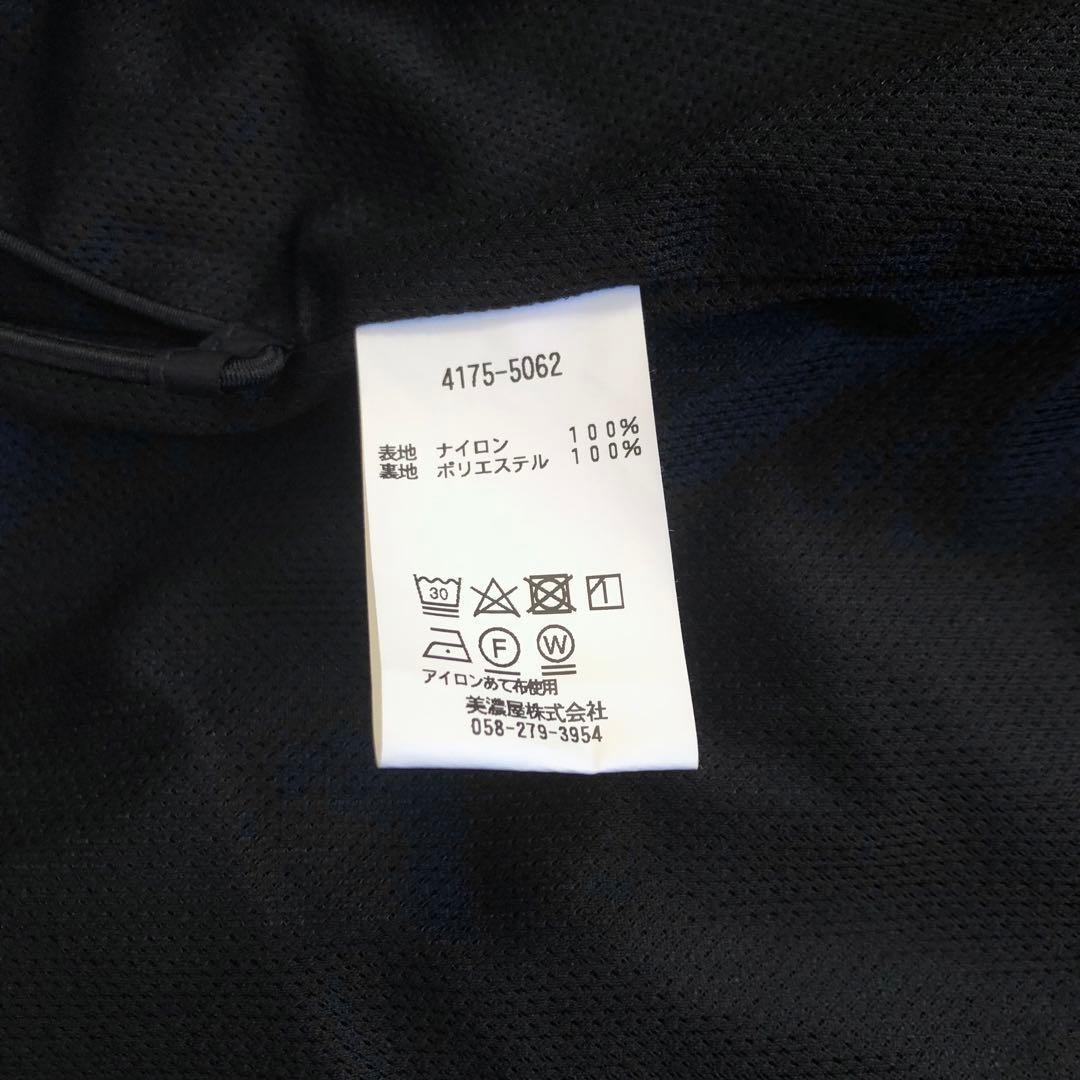 4175-5062
表地 ナイロン 100%
裏地 ポリエステル 100%
30
F W
アイロンあて布使用
美濃屋株式会社
058-279-3954